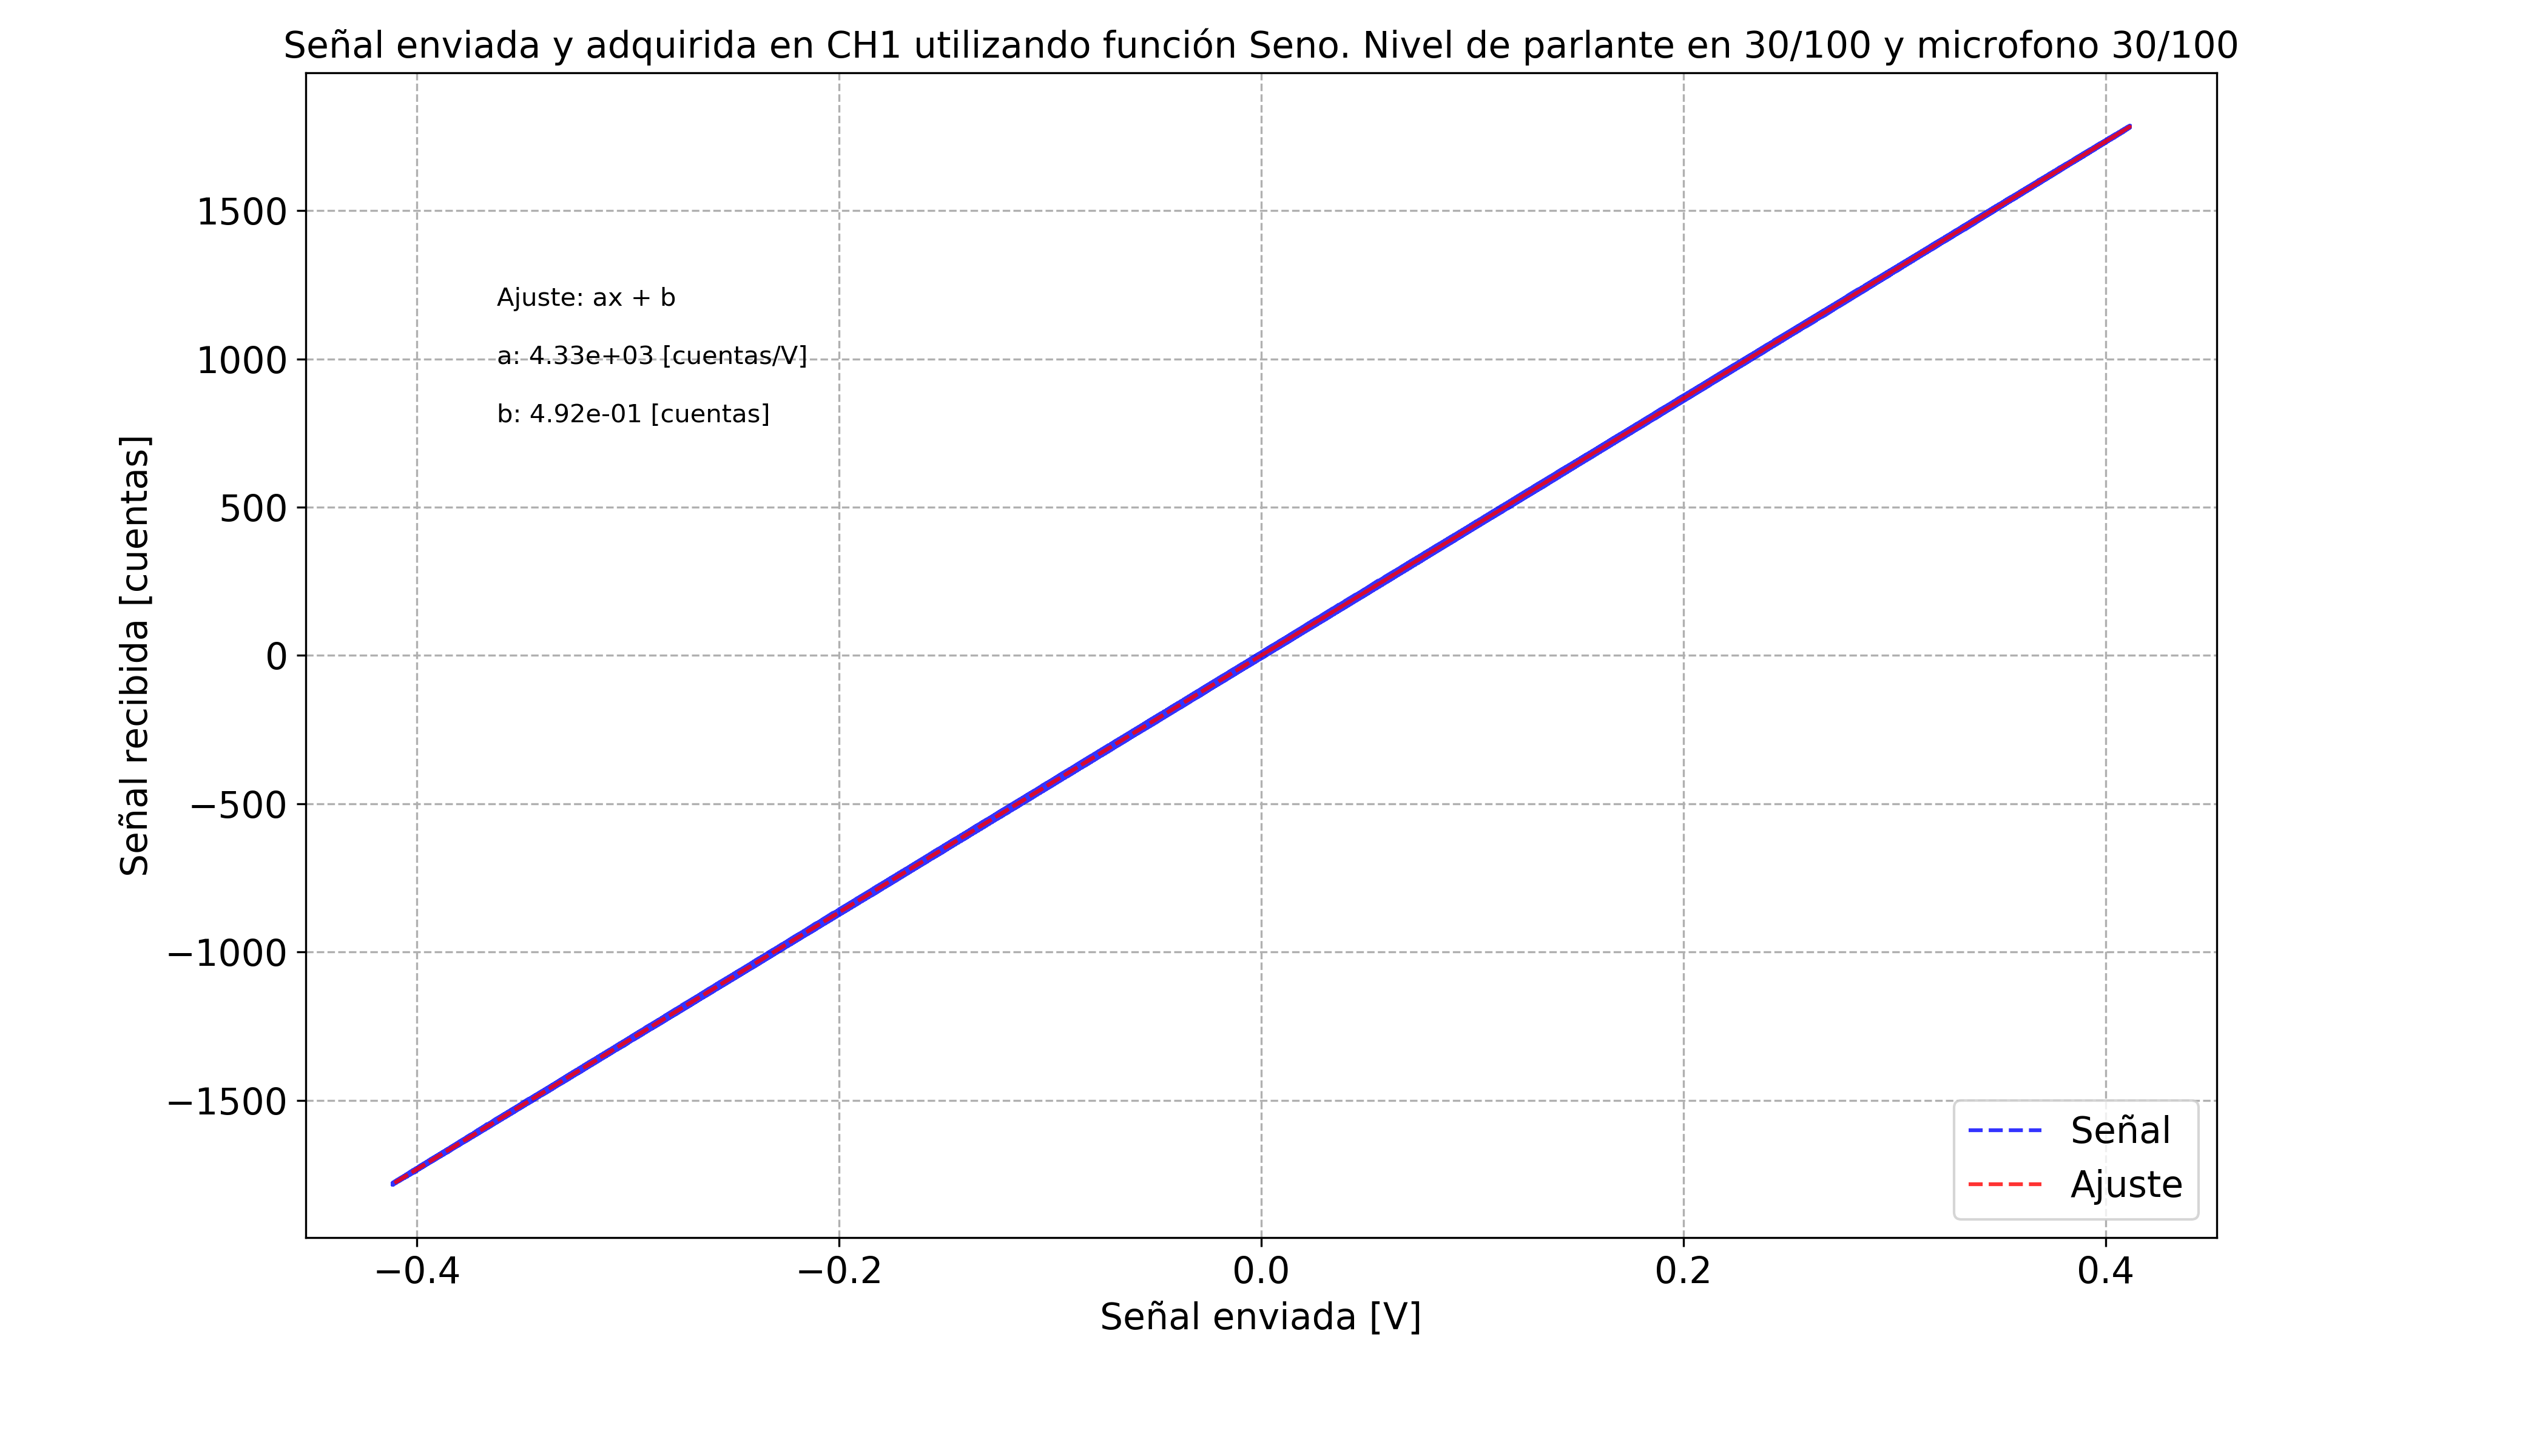 Señal enviada y adquirida en CH1 utilizando función Seno. Nivel de parlante en 30/100 y microfono 30/100
Señal recibida [cuentas]
1500
1000
500
0
−500
−1000
−1500
Ajuste: ax + b
a: 4.33e+03 [cuentas/V]
b: 4.92e-01 [cuentas]
Señal
Ajuste
−0.4
−0.2
0.0
0.2
0.4
Señal enviada [V]